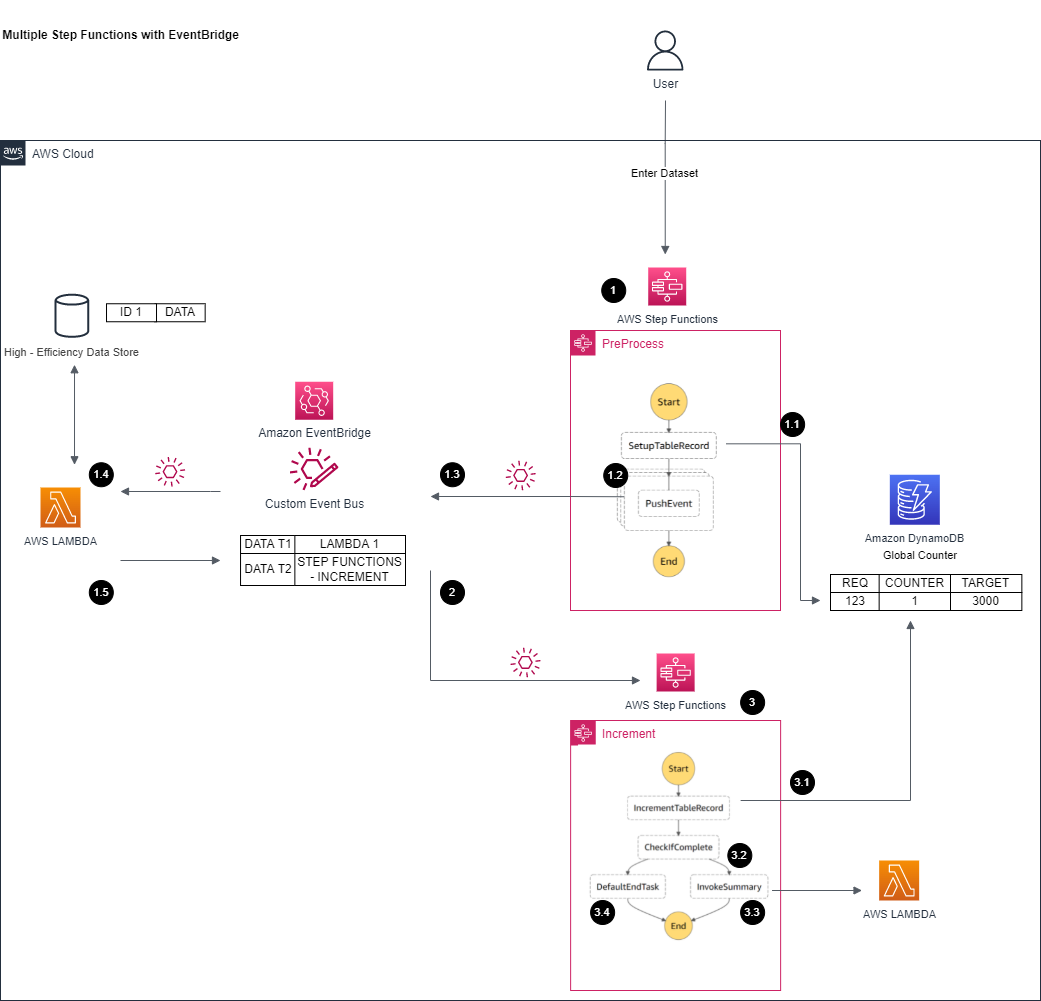 Multiple Step Functions with EventBridge
User
aws
AWS Cloud
Enter Dataset
1
AWS Step Functions
ID 1 DATA
High - Efficiency Data Store
PreProcess
Amazon EventBridge
Start
1.1
SetupTableRecord
1.4
1.3
1.2
Custom Event Bus
PushEvent
AWS LAMBDA
Amazon DynamoDB
Global Counter
DATA T1 LAMBDA 1
DATA T2 STEP FUNCTIONS
- INCREMENT
End
REQ COUNTER TARGET
123 1 3000
1.5
2
AWS Step Functions
3
Increment
Start
3.1
IncrementTableRecord
CheckIfComplete
3.2
DefaultEndTask
InvokeSummary
3.4
3.3
End
AWS LAMBDA